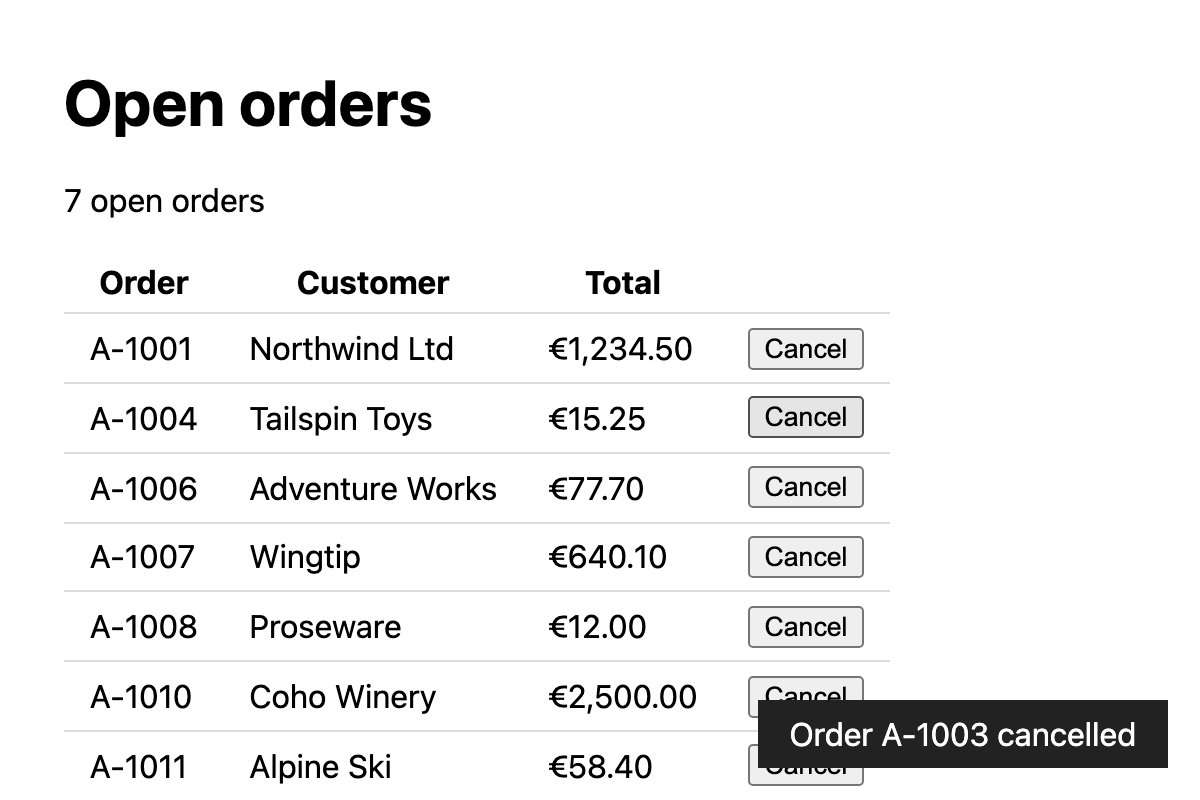 Open orders
7 open orders
Order Customer Total
A-1001 Northwind Ltd €1,234.50 Cancel
A-1004 Tailspin Toys €15.25 Cancel
A-1006 Adventure Works €77.70 Cancel
A-1007 Wingtip €640.10 Cancel
A-1008 Proseware €12.00 Cancel
A-1010 Coho Winery €2,500.00 Cancel
Order A-1003 cancelled
A-1011 Alpine Ski €58.40 Cancel